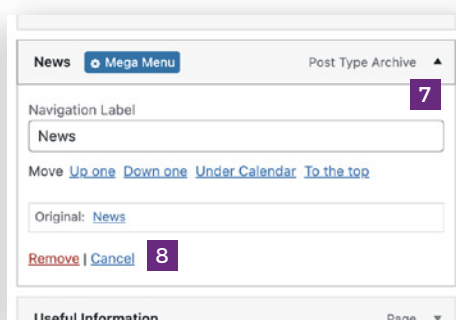 News Mega Menu Post Type Archive
7
Navigation Label
News
Move Up one Down one Under Calendar To the top
Original: News
Remove | Cancel 8
Useful Information Page